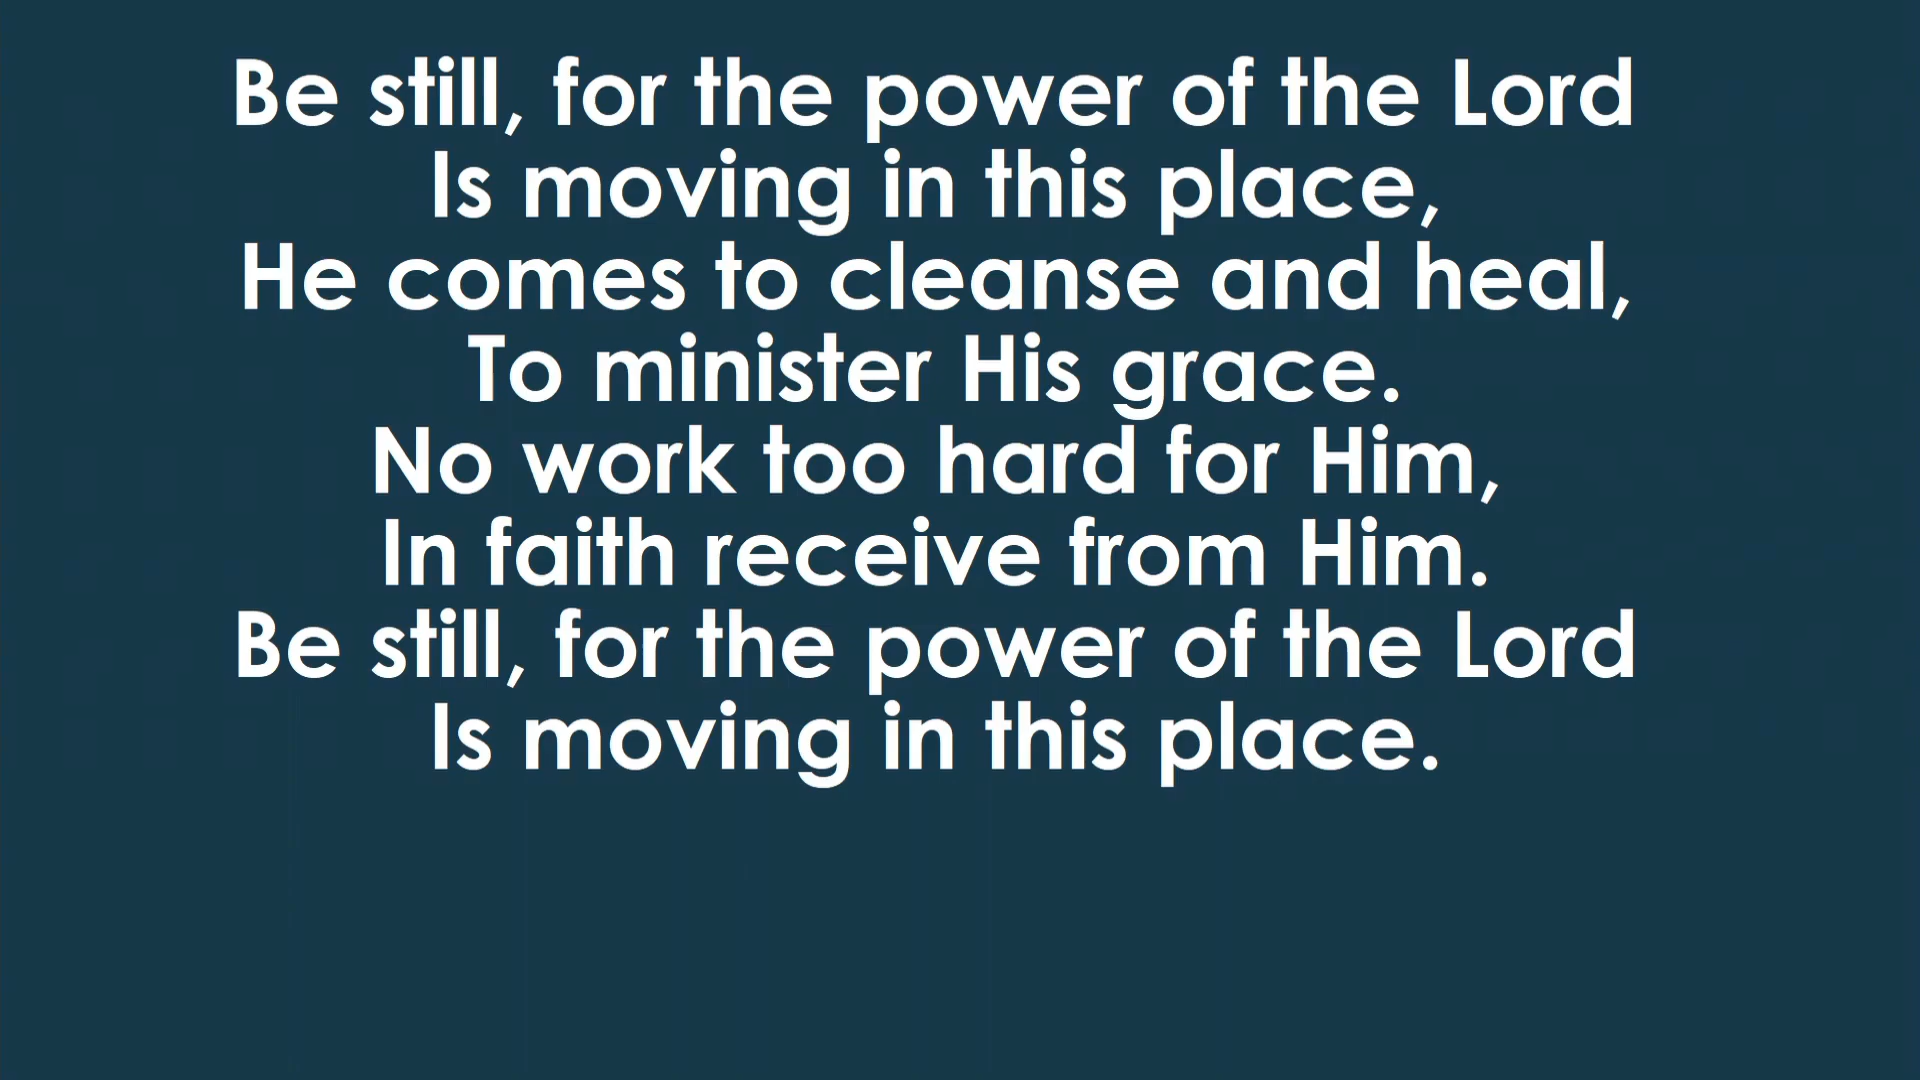 Be still, for the power of the Lord
Is moving in this place,
He comes to cleanse and heal,
To minister His grace.
No work too hard for Him,
In faith receive from Him.
Be still, for the power of the Lord
Is moving in this place.